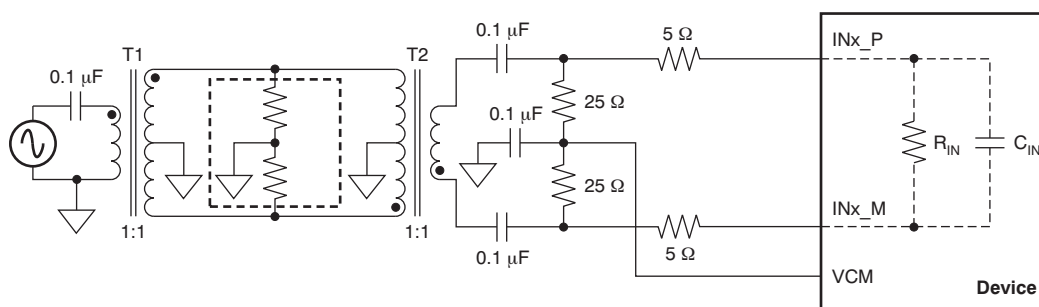 0.1 μF
T1
1:1
T2
1:1
0.1 μF
0.1 μF
0.1 μF
25 Ω
25 Ω
5 Ω
5 Ω
INx_P
INx_M
VCM
R_IN
C_IN
Device